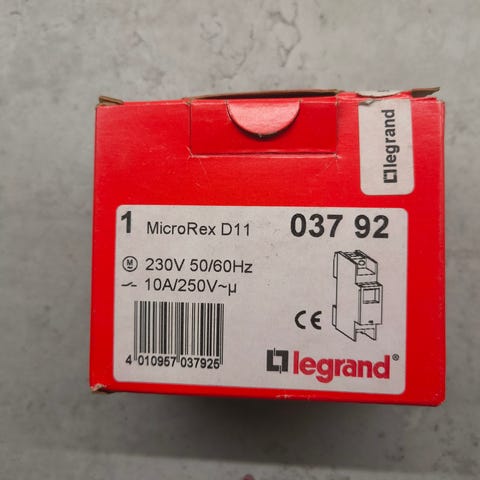 legrand
1 MicroRex D11 037 92
M 230V 50/60Hz
10A/250V~µ
CE
4 010957 037925
legrand®